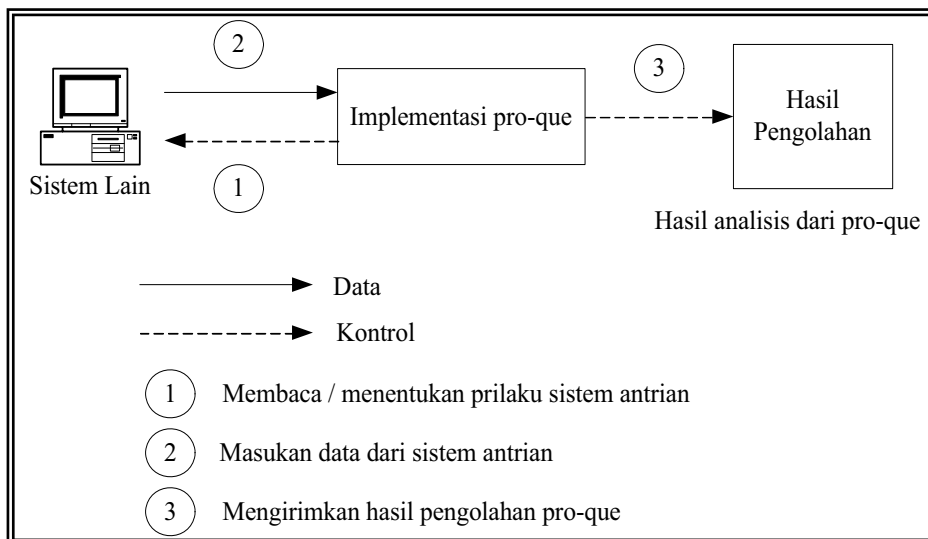 2
3
Implementasi pro-que
Hasil
Pengolahan
Sistem Lain
1
Hasil analisis dari pro-que
Data
Kontrol
1 Membaca / menentukan prilaku sistem antrian
2 Masukan data dari sistem antrian
3 Mengirimkan hasil pengolahan pro-que